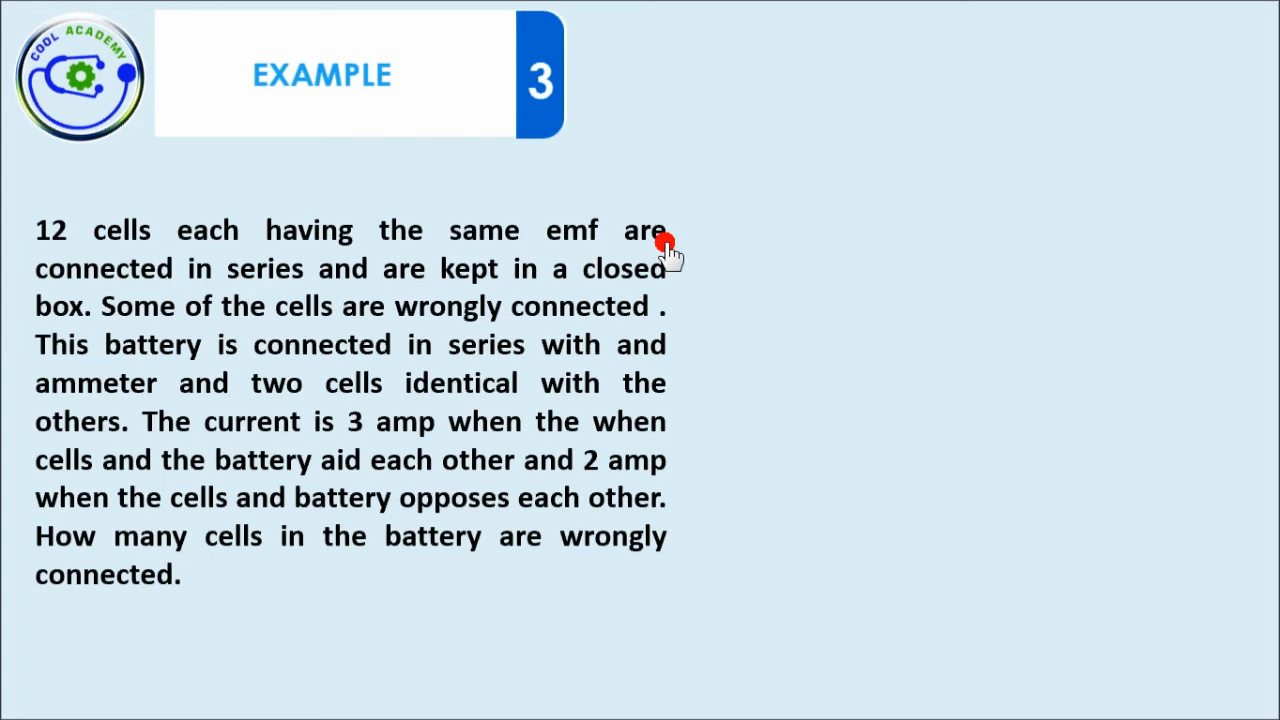 COOL ACADEMY
EXAMPLE
3
12 cells each having the same emf are
connected in series and are kept in a closed
box. Some of the cells are wrongly connected .
This battery is connected in series with and
ammeter and two cells identical with the
others. The current is 3 amp when the when
cells and the battery aid each other and 2 amp
when the cells and battery opposes each other.
How many cells in the battery are wrongly
connected.